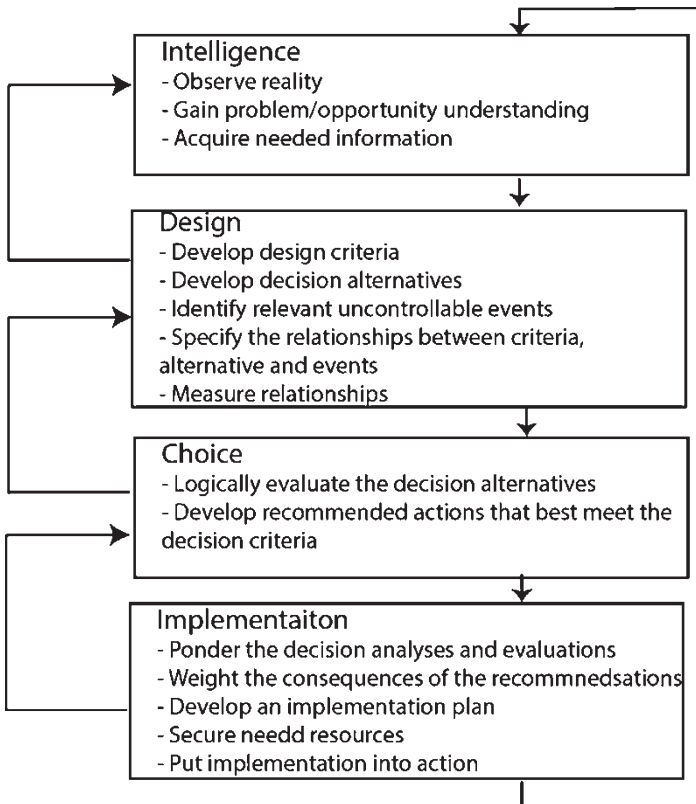 Intelligence
- Observe reality
- Gain problem/opportunity understanding
- Acquire needed information
Design
- Develop design criteria
- Develop decision alternatives
- Identify relevant uncontrollable events
- Specify the relationships between criteria,
alternative and events
- Measure relationships
Choice
- Logically evaluate the decision alternatives
- Develop recommended actions that best meet the
decision criteria
Implementaiton
- Ponder the decision analyses and evaluations
- Weight the consequences of the recommnedsations
- Develop an implementation plan
- Secure needd resources
- Put implementation into action